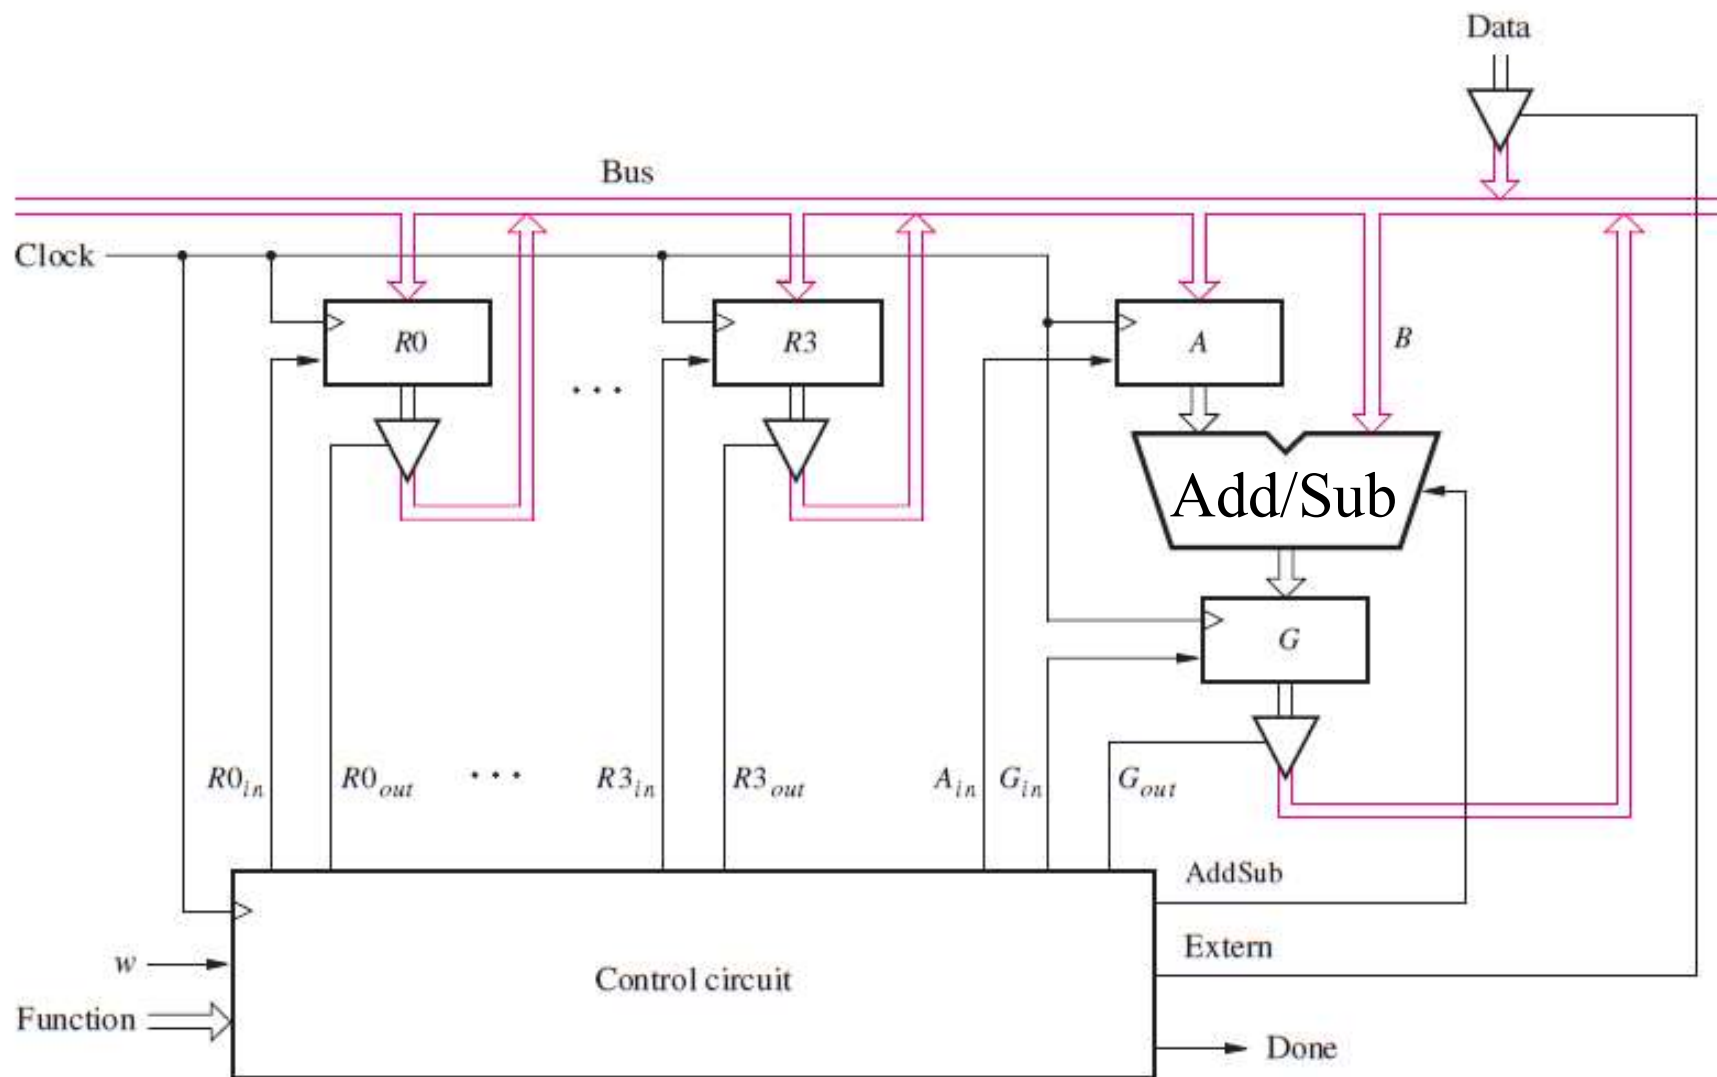 Data
Bus
Clock
R0
R3
A
B
. . .
Add/Sub
G
R0in
R0out
. . .
R3in
R3out
Ain
Gin
Gout
AddSub
Extern
w
Control circuit
Function
Done